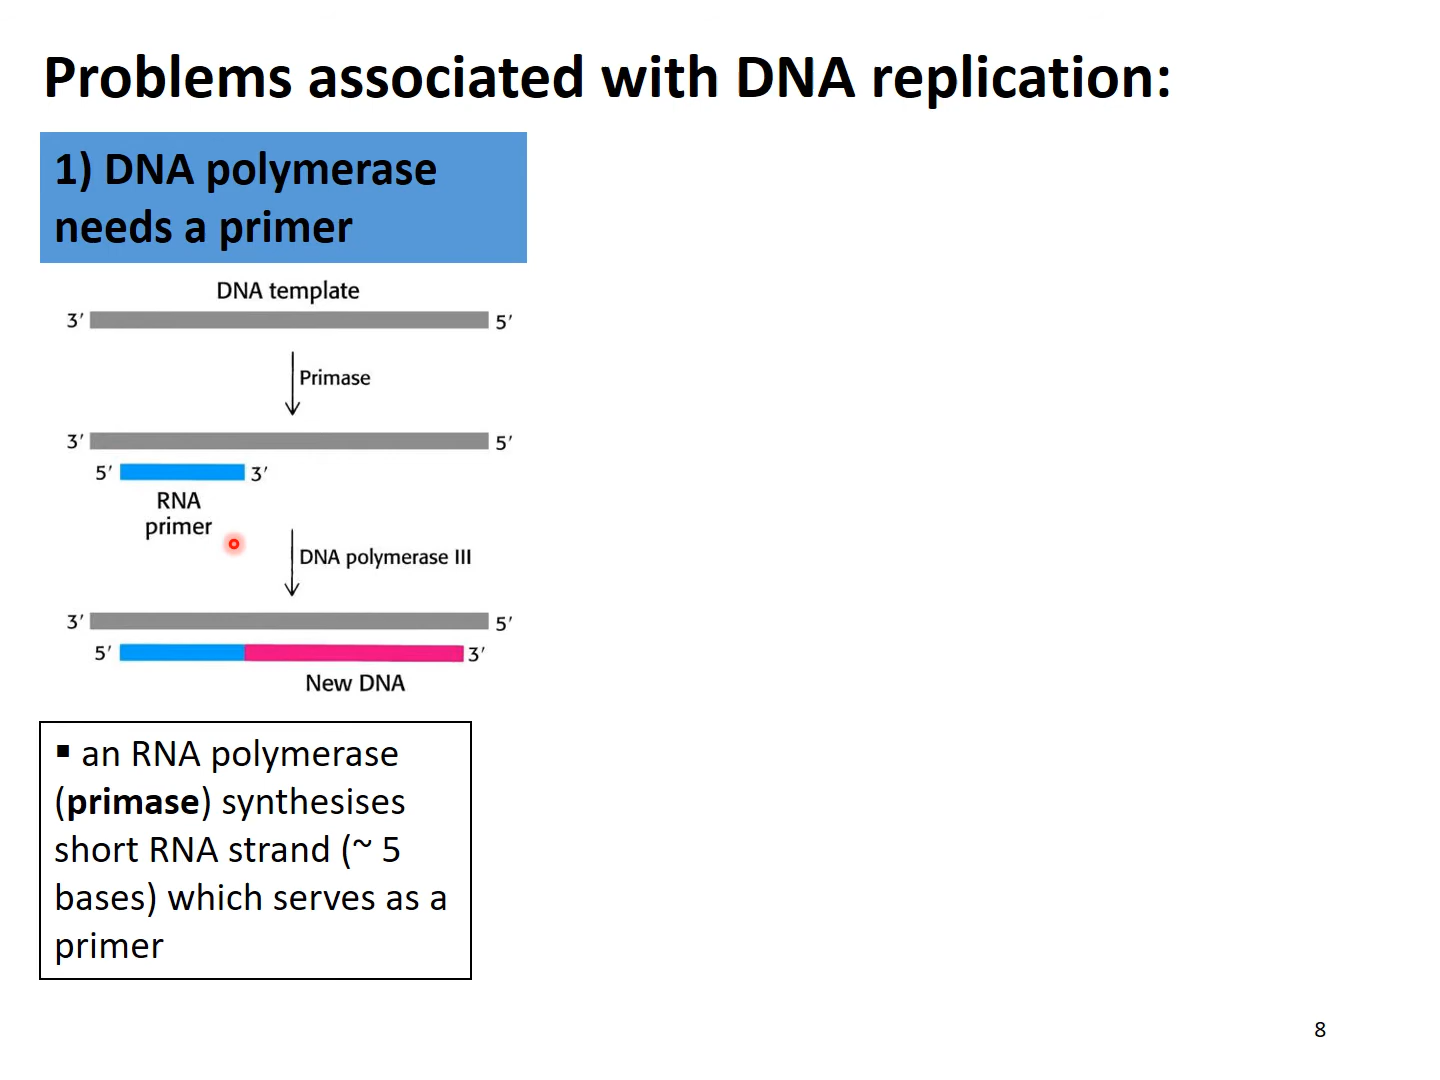 Problems associated with DNA replication:
1) DNA polymerase
needs a primer
DNA template
3′ 5′
Primase
3′ 5′
5′ 3′
RNA
primer
DNA polymerase III
3′ 5′
5′ 3′
New DNA
▪ an RNA polymerase
(primase) synthesises
short RNA strand (~ 5
bases) which serves as a
primer
8